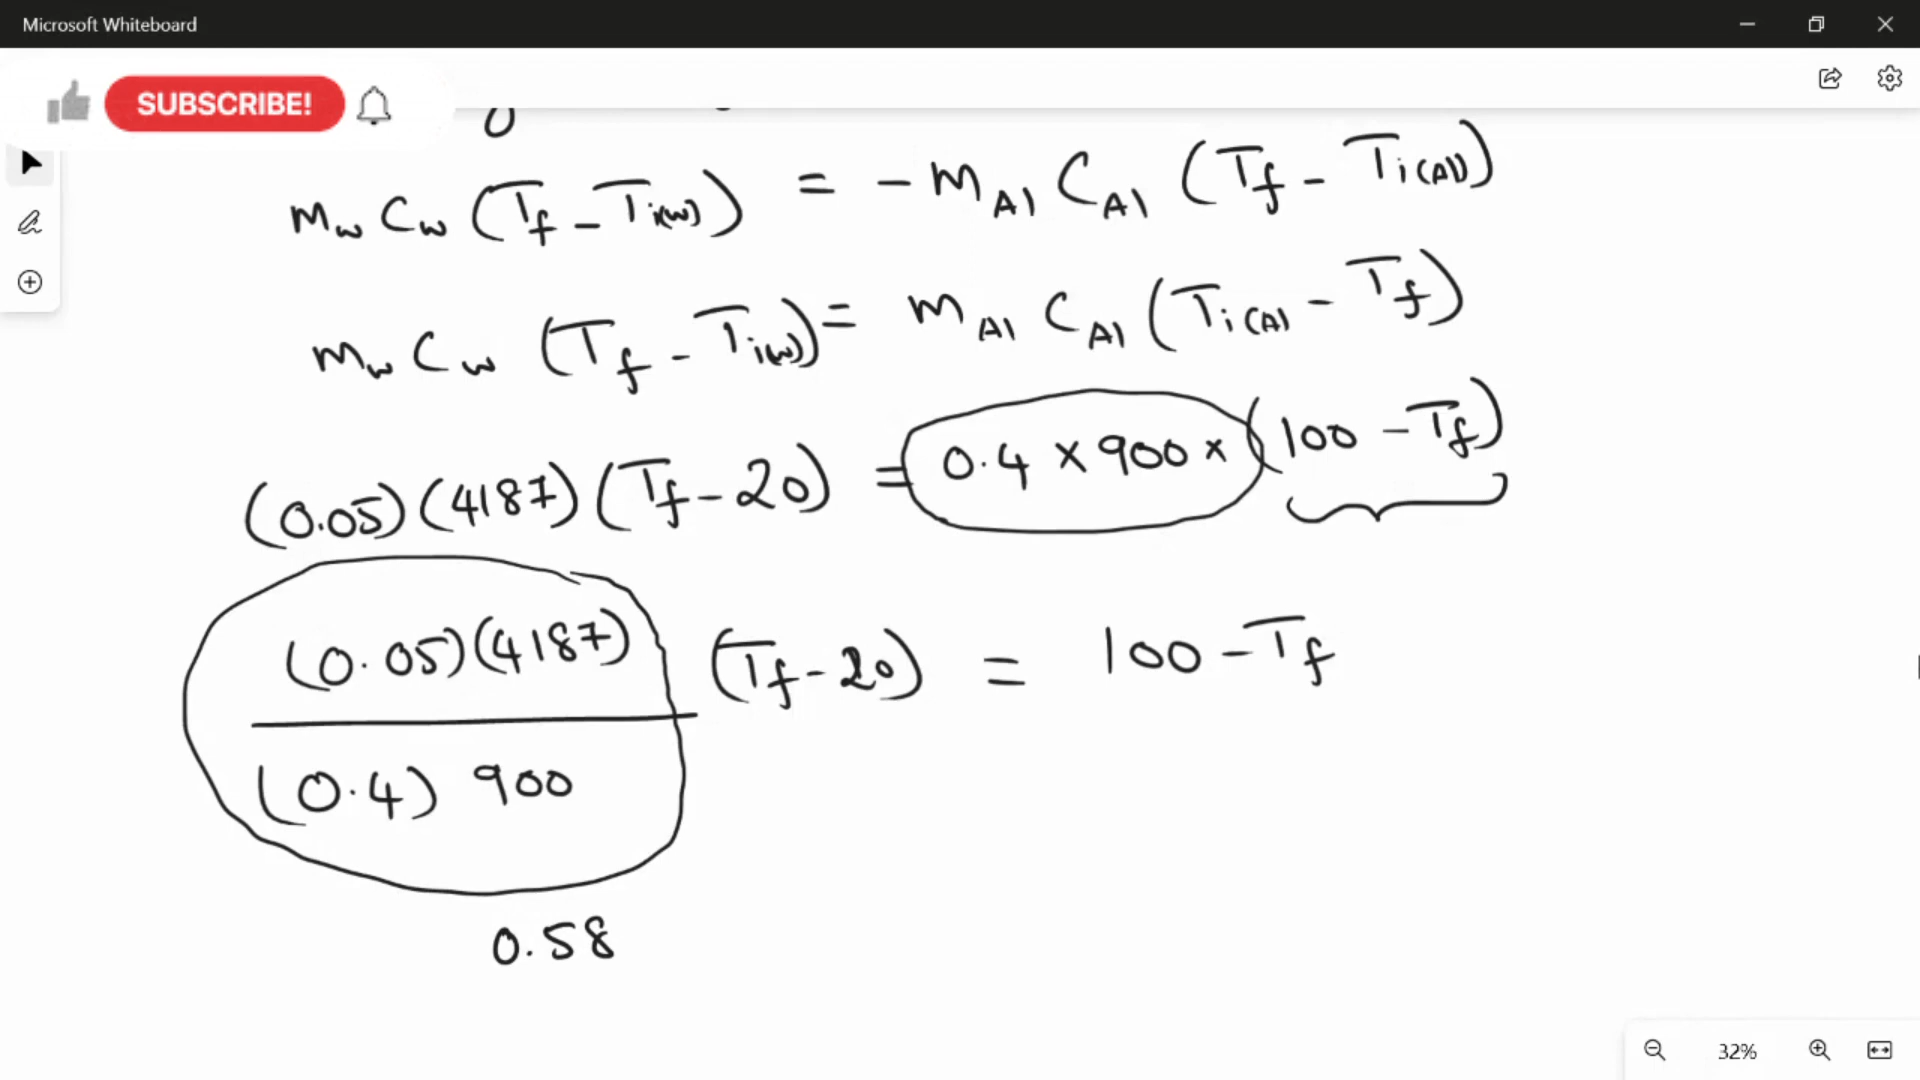 Microsoft Whiteboard
SUBSCRIBE!
m_w C_w (T_f - T_i(w)) = - m_Al C_Al (T_f - T_i(Al))
m_w C_w (T_f - T_i(w)) = m_Al C_Al (T_i(Al) - T_f)
(0.05)(4187)(T_f - 20) = 0.4 × 900 × (100 - T_f)
(0.05)(4187)
(T_f - 20) = 100 - T_f
(0.4) 900
0.58
32%